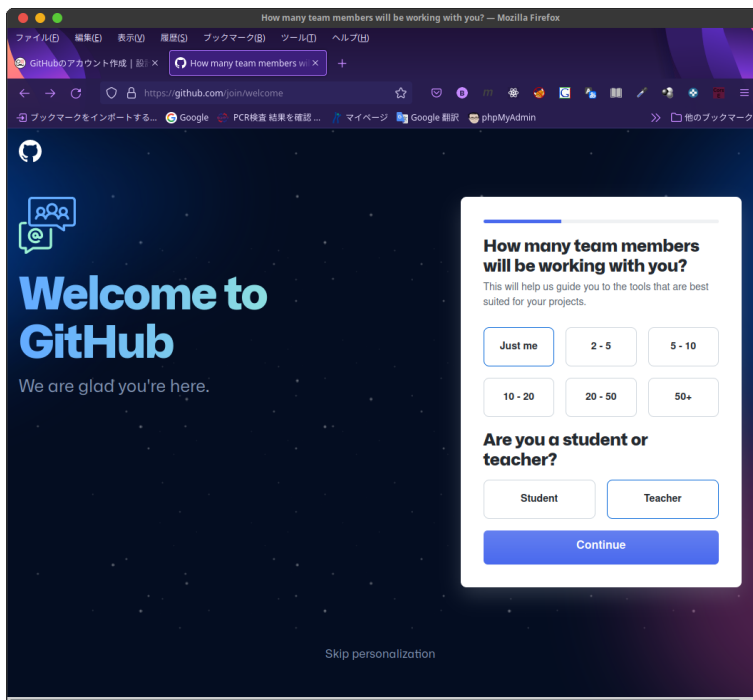 How many team members will be working with you? — Mozilla Firefox
ファイル(F) 編集(E) 表示(V) 履歴(S) ブックマーク(B) ツール(T) ヘルプ(H)
GitHubのアカウント作成 | 設 How many team members wi
https://github.com/join/welcome
ブックマークをインポートする... Google PCR検査 結果を確認 ... マイページ Google 翻訳 phpMyAdmin 他のブックマーク
Welcome to
GitHub
We are glad you're here.
How many team members
will be working with you?
This will help us guide you to the tools that are best
suited for your projects.
Just me 2 - 5 5 - 10
10 - 20 20 - 50 50+
Are you a student or
teacher?
Student Teacher
Continue
Skip personalization